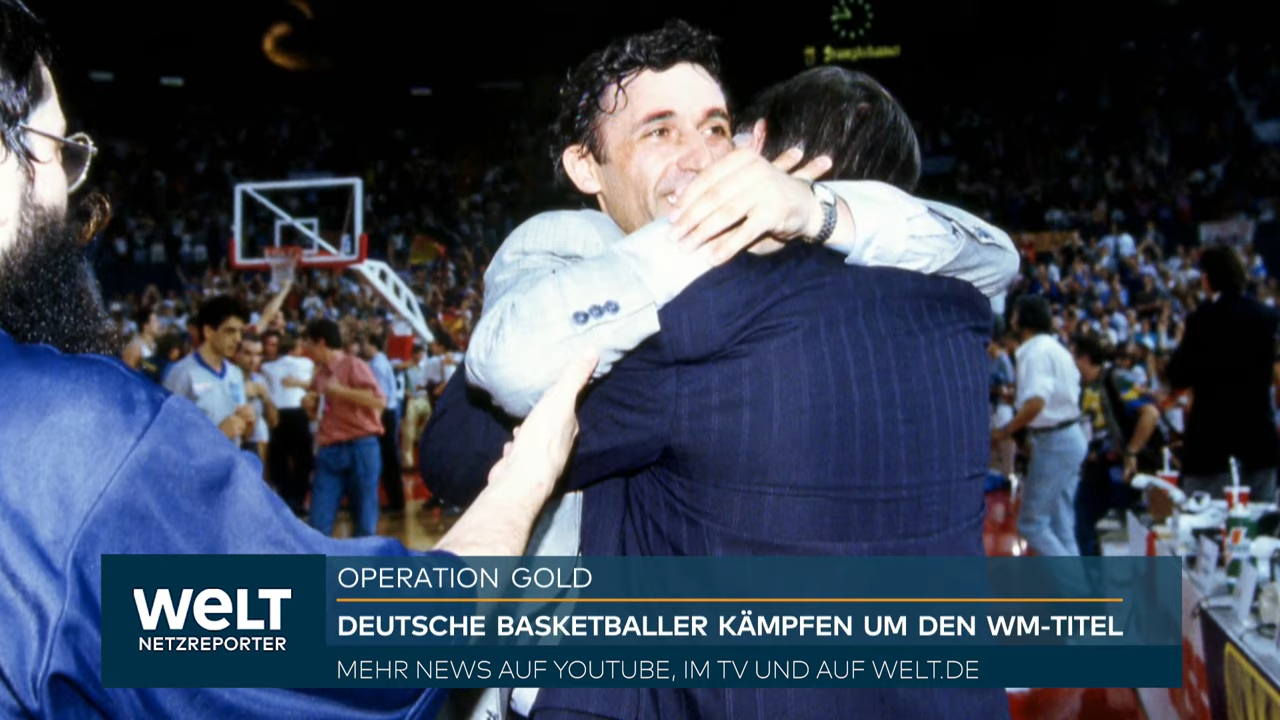 OPERATION GOLD
WELT
NETZREPORTER
DEUTSCHE BASKETBALLER KÄMPFEN UM DEN WM-TITEL
MEHR NEWS AUF YOUTUBE, IM TV UND AUF WELT.DE